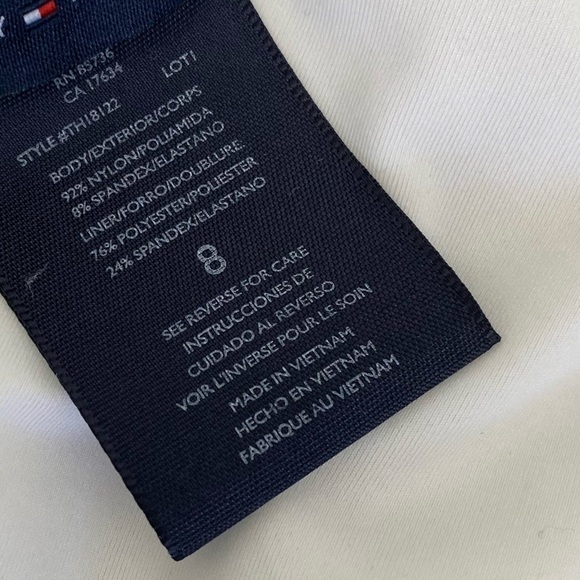 Y
RN 85736
CA 17634
LOT1
STYLE #TH18122
BODY/EXTERIOR/CORPS
92% NYLON/POLIAMIDA
8% SPANDEX/ELASTANO
LINER/FORRO/DOUBLURE:
76% POLYESTER/POLIESTER
24% SPANDEX/ELASTANO
8
SEE REVERSE FOR CARE
INSTRUCCIONES DE
CUIDADO AL REVERSO
VOIR L'INVERSE POUR LE SOIN
MADE IN VIETNAM
HECHO EN VIETNAM
FABRIQUE AU VIETNAM